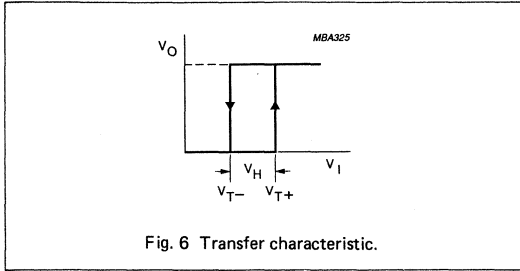 MBA325
VO
VH
VI
VT− VT+
Fig. 6 Transfer characteristic.